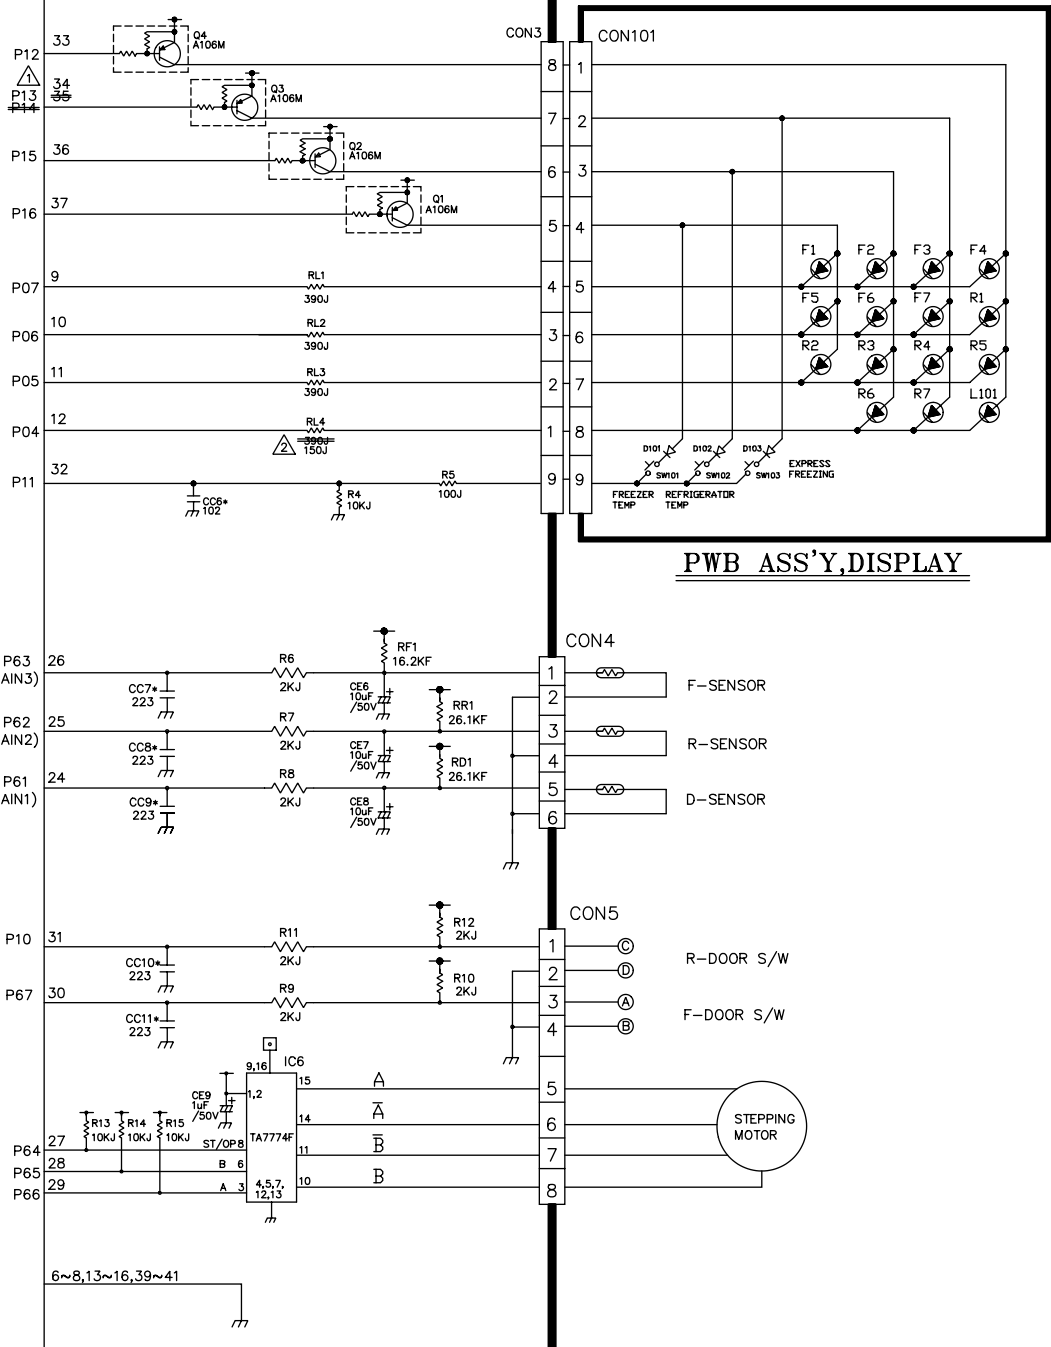 P12 33 Q4 A106M CON3 CON101
8 1
1
P13 34
P14 35 Q3 A106M
7 2
P15 36 Q2 A106M
6 3
P16 37 Q1 A106M
5 4
F1 F2 F3 F4
P07 9 RL1 390J 4 5
F5 F6 F7 R1
P06 10 RL2 390J 3 6
R2 R3 R4 R5
P05 11 RL3 390J 2 7
R6 R7 L101
P04 12 RL4 390J 150J 1 8
2
D101 D102 D103
SW101 SW102 SW103
EXPRESS
FREEZING
P11 32 R5 100J 9 9
CC6*
102
R4
10KJ
FREEZER
TEMP
REFRIGERATOR
TEMP
PWB ASS'Y,DISPLAY
CON4
RF1
16.2KF
P63 26 R6 2KJ 1
AIN3)
CC7*
223
CE6
10uF
/50V
2
F-SENSOR
RR1
26.1KF
P62 25 R7 2KJ 3
AIN2)
CC8*
223
CE7
10uF
/50V
4
R-SENSOR
RD1
26.1KF
P61 24 R8 2KJ 5
AIN1)
CC9*
223
CE8
10uF
/50V
6
D-SENSOR
CON5
R12
2KJ
P10 31 R11 2KJ 1 C
CC10*
223
2 D
R-DOOR S/W
R10
2KJ
P67 30 R9 2KJ 3 A
CC11*
223
4 B
F-DOOR S/W
9,16 IC6
CE9
1uF
/50V
1,2
15 A 5
14 A̅ 6
STEPPING
MOTOR
R13 R14 R15
10KJ 10KJ 10KJ
TA7774F
P64 27 ST/OP 8
11 B̅ 7
P65 28 B 6
10 B 8
P66 29 A 3
4,5,7,
12,13
6~8,13~16,39~41